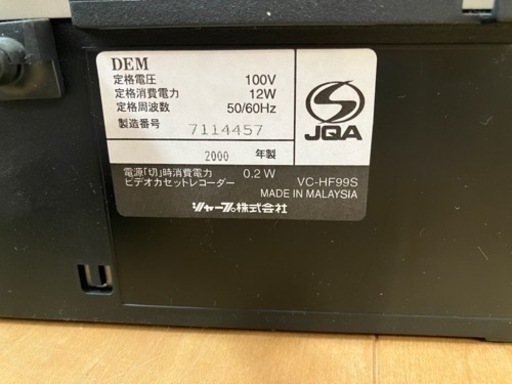 DEM
定格電圧 100V
定格消費電力 12W
定格周波数 50/60Hz
製造番号 7114457
2000 年製
電源「切」時消費電力 0.2W
ビデオカセットレコーダー VC-HF99S
MADE IN MALAYSIA
シャープ株式会社
S
JQA